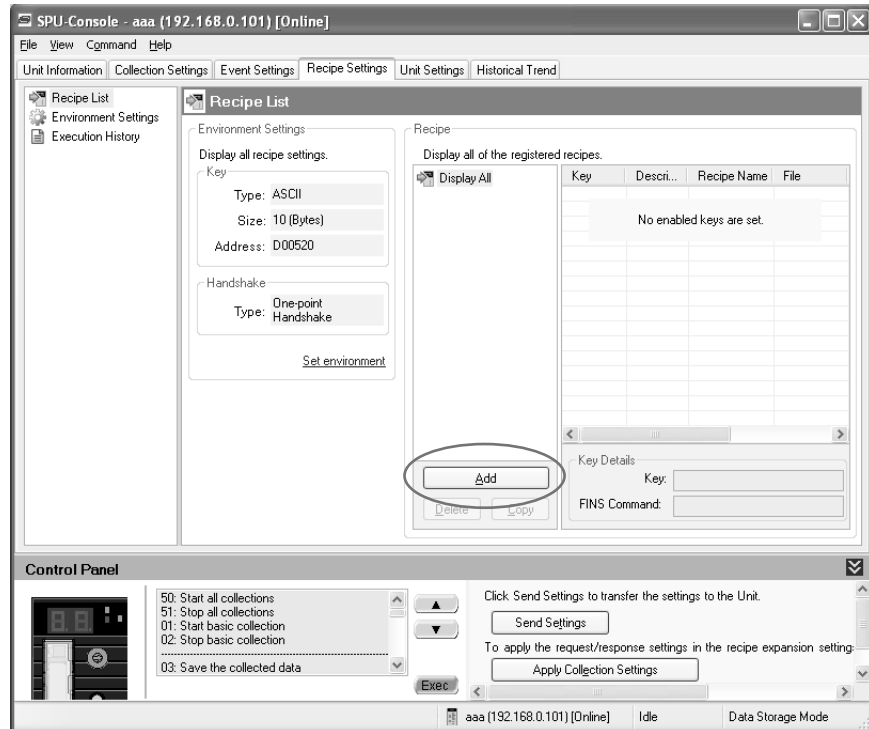 SPU-Console - aaa (192.168.0.101) [Online]
File View Command Help
Unit Information Collection Settings Event Settings Recipe Settings Unit Settings Historical Trend
Recipe List
Environment Settings
Execution History
Recipe List
Environment Settings
Display all recipe settings.
Key
Type: ASCII
Size: 10 (Bytes)
Address: D00520
Handshake
Type: One-point
Handshake
Set environment
Recipe
Display all of the registered recipes.
Display All
Key Descri... Recipe Name File
No enabled keys are set.
Add
Delete Copy
Key Details
Key:
FINS Command:
Control Panel
8.8.
50: Start all collections
51: Stop all collections
01: Start basic collection
02: Stop basic collection
03: Save the collected data
Exec
Click Send Settings to transfer the settings to the Unit.
Send Settings
To apply the request/response settings in the recipe expansion setting
Apply Collection Settings
aaa (192.168.0.101) [Online] Idle Data Storage Mode